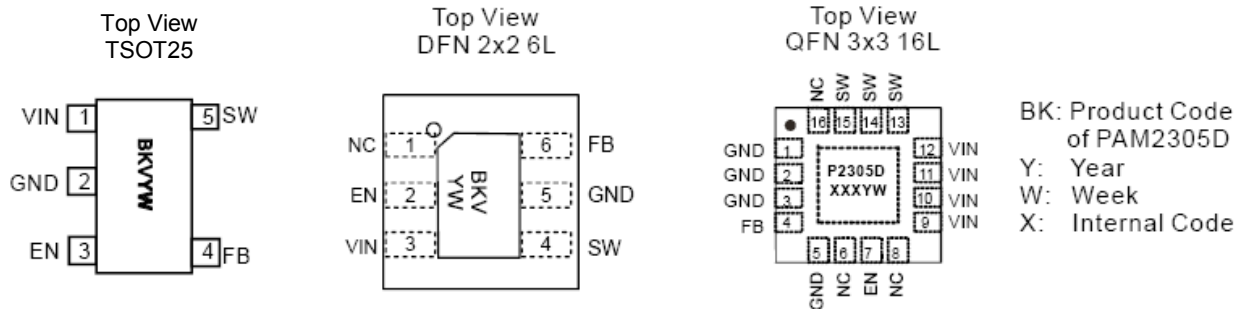 Top View
TSOT25
VIN 1
5 SW
GND 2
EN 3
4 FB
BKVYW
Top View
DFN 2x2 6L
NC 1
6 FB
EN 2
5 GND
VIN 3
4 SW
BKV
YW
Top View
QFN 3x3 16L
NC SW SW SW
16 15 14 13
GND 1
GND 2
GND 3
FB 4
12 VIN
11 VIN
10 VIN
9 VIN
P2305D
XXXYW
5 6 7 8
GND NC EN NC
BK: Product Code
of PAM2305D
Y: Year
W: Week
X: Internal Code